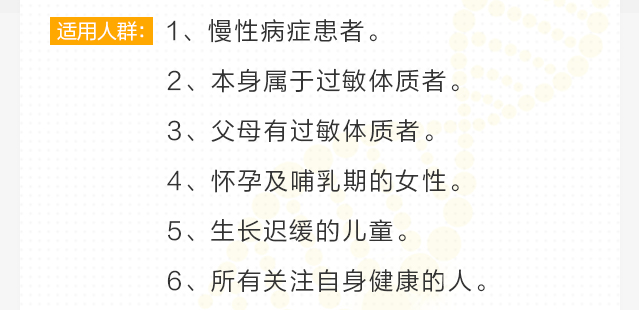 适用人群： 1、慢性病症患者。
2、本身属于过敏体质者。
3、父母有过敏体质者。
4、怀孕及哺乳期的女性。
5、生长迟缓的儿童。
6、所有关注自身健康的人。